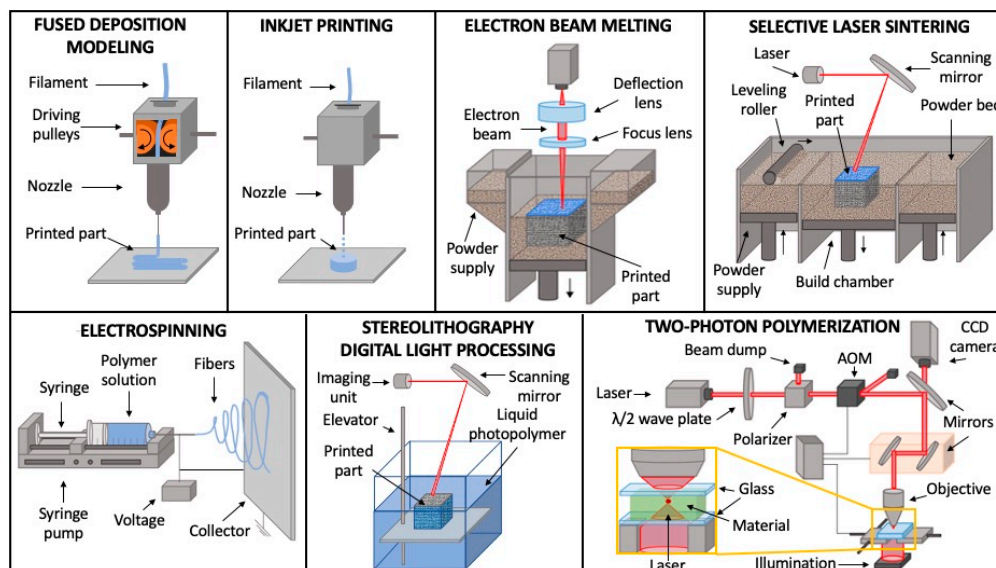 FUSED DEPOSITION
MODELING
Filament
Driving
pulleys
Nozzle
Printed part
INKJET PRINTING
Filament
Nozzle
Printed part
ELECTRON BEAM MELTING
Deflection
lens
Electron
beam
Focus lens
Powder
supply
Printed
part
SELECTIVE LASER SINTERING
Laser
Scanning
mirror
Leveling
roller
Printed
part
Powder bed
Powder
supply
Build chamber
ELECTROSPINNING
Polymer
solution
Fibers
Syringe
Syringe
pump
Voltage
Collector
STEREOLITHOGRAPHY
DIGITAL LIGHT PROCESSING
Imaging
unit
Scanning
mirror
Elevator
Liquid
photopolymer
Printed
part
TWO-PHOTON POLYMERIZATION
CCD
camera
Beam dump
AOM
Laser
λ/2 wave plate
Polarizer
Mirrors
Glass
Objective
Material
Laser
Illumination